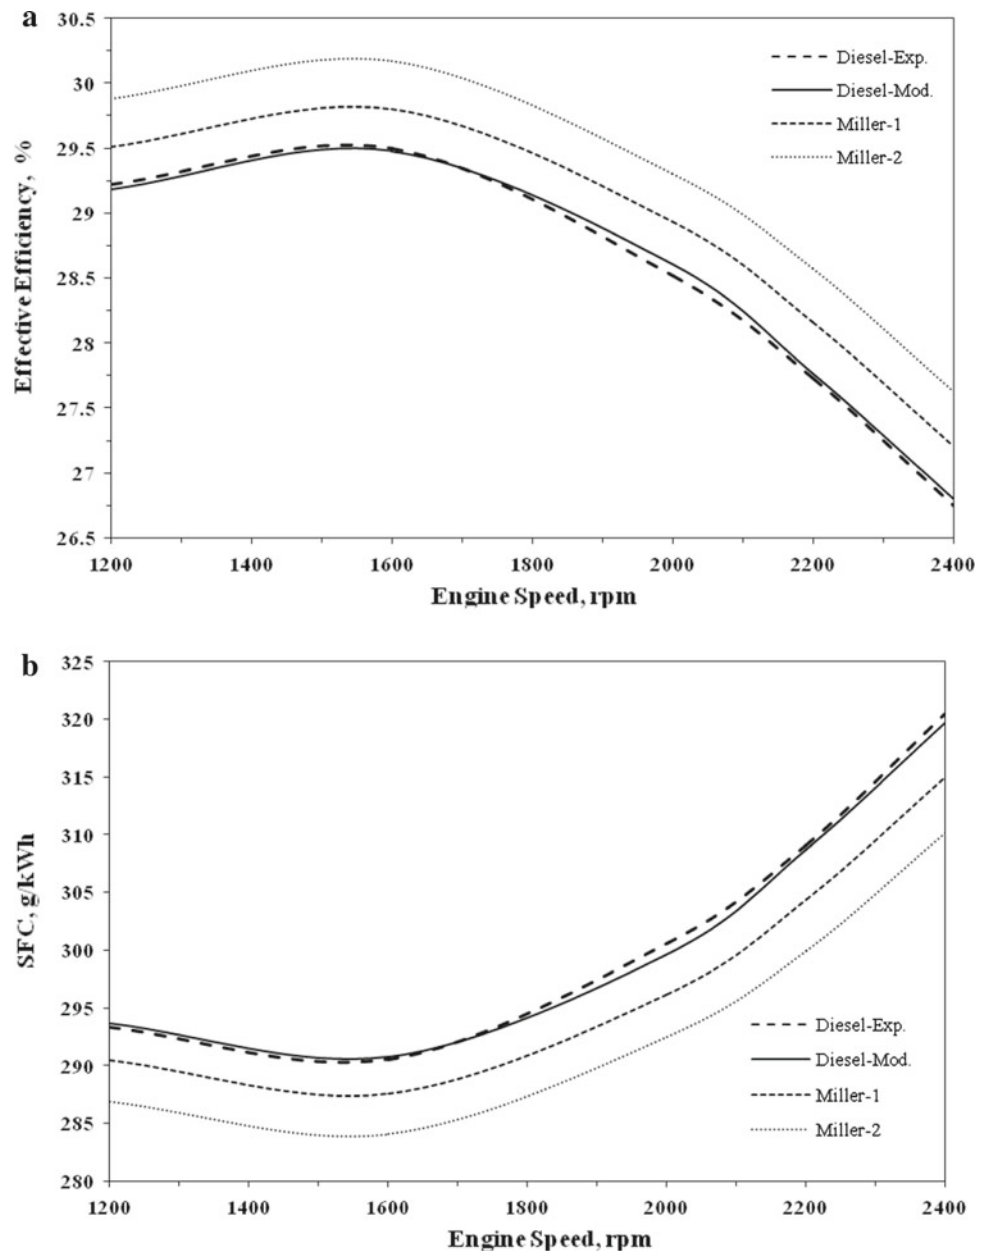 a
30.5
30
29.5
29
28.5
28
27.5
27
26.5
Effective Efficiency, %
Diesel-Exp.
Diesel-Mod.
Miller-1
Miller-2
1200 1400 1600 1800 2000 2200 2400
Engine Speed, rpm
b
325
320
315
310
305
300
295
290
285
280
SFC, g/kWh
Diesel-Exp.
Diesel-Mod.
Miller-1
Miller-2
1200 1400 1600 1800 2000 2200 2400
Engine Speed, rpm